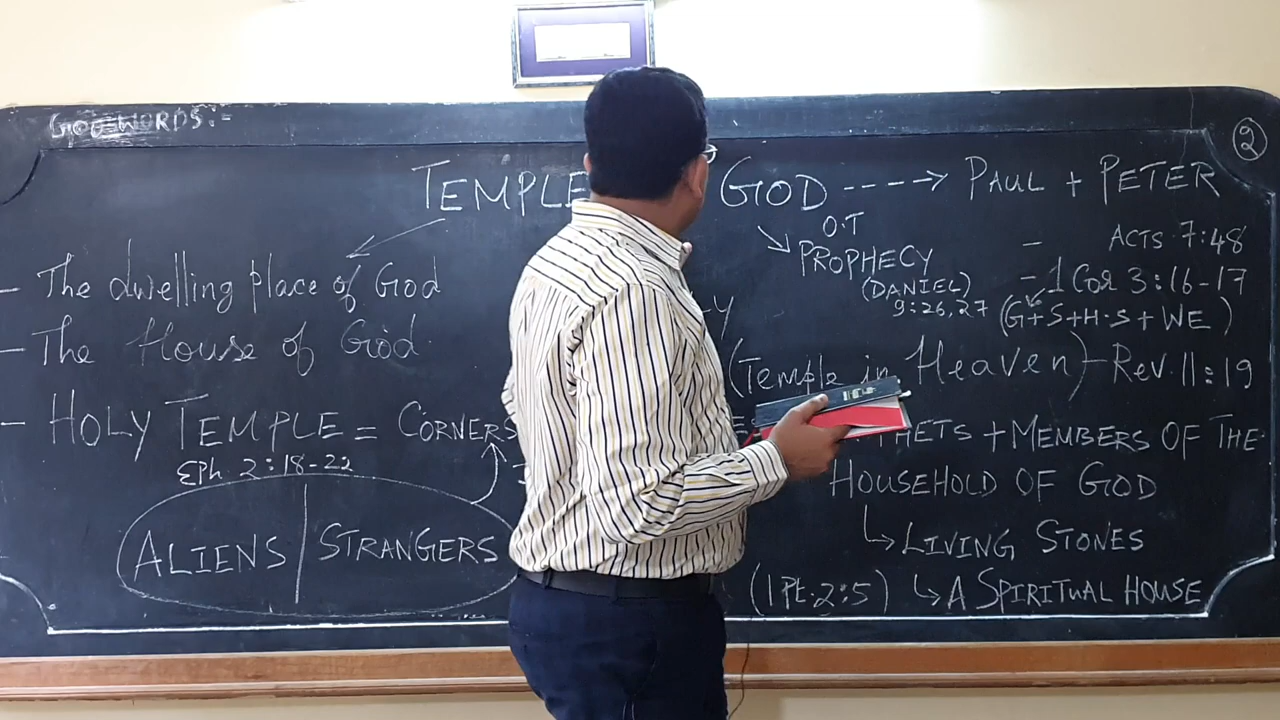 GOD WORDS:-
2
TEMPLE GOD ----> PAUL + PETER
O.T
PROPHECY
(DANIEL)
9:26,27
- ACTS 7:48
- 1 Cor 3:16-17
(G+S+H.S+WE)
- The dwelling place of God
- The House of God
(Temple in Heaven) - Rev. 11:19
- HOLY TEMPLE = CORNERS
Eph. 2:18-22
THETS + MEMBERS OF THE
HOUSEHOLD OF GOD
ALIENS | STRANGERS
LIVING STONES
(1 Pt. 2:5) A SPIRITUAL HOUSE